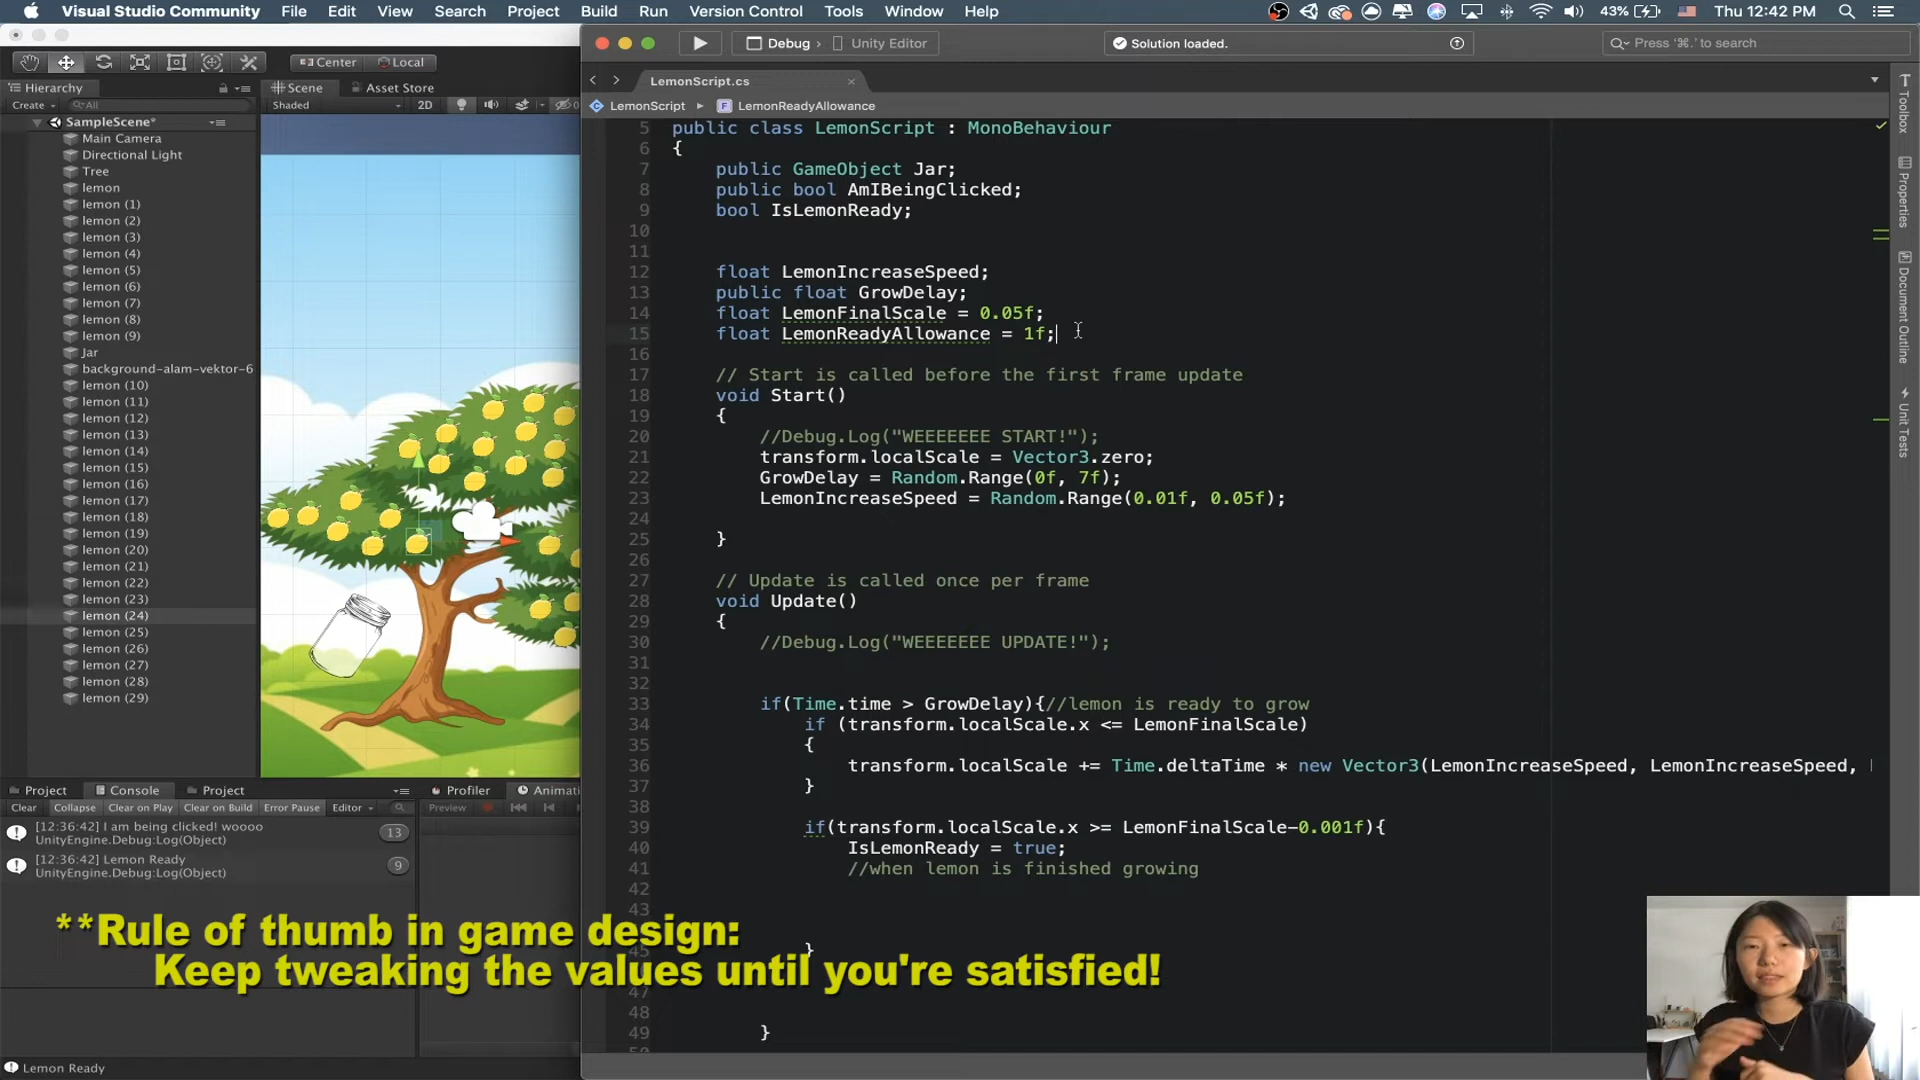 Visual Studio Community File Edit View Search Project Build Run Version Control Tools Window Help 43% Thu 12:42 PM
Center Local
Debug › Unity Editor
Solution loaded.
Press '⌘.' to search
Hierarchy
Create All
SampleScene*
Main Camera
Directional Light
Tree
lemon
lemon (1)
lemon (2)
lemon (3)
lemon (4)
lemon (5)
lemon (6)
lemon (7)
lemon (8)
lemon (9)
Jar
background-alam-vektor-6
lemon (10)
lemon (11)
lemon (12)
lemon (13)
lemon (14)
lemon (15)
lemon (16)
lemon (17)
lemon (18)
lemon (19)
lemon (20)
lemon (21)
lemon (22)
lemon (23)
lemon (24)
lemon (25)
lemon (26)
lemon (27)
lemon (28)
lemon (29)
Scene Asset Store
Shaded 2D
LemonScript.cs
LemonScript LemonReadyAllowance
5 public class LemonScript : MonoBehaviour
6 {
7 public GameObject Jar;
8 public bool AmIBeingClicked;
9 bool IsLemonReady;
10
11
12 float LemonIncreaseSpeed;
13 public float GrowDelay;
14 float LemonFinalScale = 0.05f;
15 float LemonReadyAllowance = 1f;
16
17 // Start is called before the first frame update
18 void Start()
19 {
20 //Debug.Log("WEEEEEEE START!");
21 transform.localScale = Vector3.zero;
22 GrowDelay = Random.Range(0f, 7f);
23 LemonIncreaseSpeed = Random.Range(0.01f, 0.05f);
24
25 }
26
27 // Update is called once per frame
28 void Update()
29 {
30 //Debug.Log("WEEEEEEE UPDATE!");
31
32
33 if(Time.time > GrowDelay){//lemon is ready to grow
34 if (transform.localScale.x <= LemonFinalScale)
35 {
36 transform.localScale += Time.deltaTime * new Vector3(LemonIncreaseSpeed, LemonIncreaseSpeed,
37 }
38
39 if(transform.localScale.x >= LemonFinalScale-0.001f){
40 IsLemonReady = true;
41 //when lemon is finished growing
42
43
45 }
47
48
49 }
Toolbox
Properties
Document Outline
Unit Tests
Project Console Project
Clear Collapse Clear on Play Clear on Build Error Pause Editor
[12:36:42] I am being clicked! woooo
UnityEngine.Debug:Log(Object)
13
[12:36:42] Lemon Ready
UnityEngine.Debug:Log(Object)
9
Profiler Animati
Preview
**Rule of thumb in game design:
Keep tweaking the values until you're satisfied!
Lemon Ready